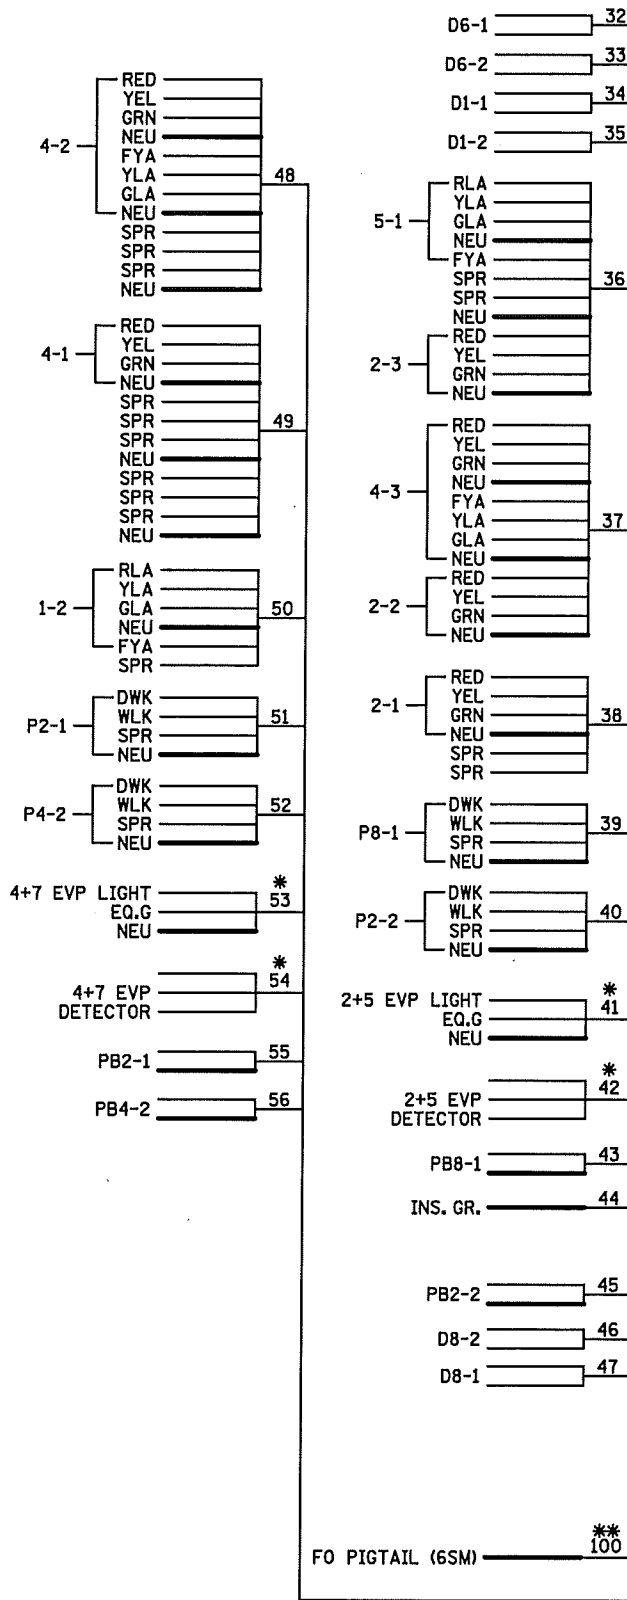 RED
YEL
GRN
NEU
4-2
FYA
YLA
48
GLA
NEU
SPR
SPR
SPR
NEU
RED
4-1
YEL
GRN
NEU
SPR
SPR
49
SPR
NEU
SPR
SPR
SPR
NEU
RLA
YLA
1-2
GLA
50
NEU
FYA
SPR
DWK
P2-1
WLK
51
SPR
NEU
DWK
P4-2
WLK
52
SPR
NEU
*
4+7 EVP LIGHT
53
EQ.G
NEU
*
54
4+7 EVP
DETECTOR
PB2-1
55
PB4-2
56
D6-1
32
D6-2
33
D1-1
34
D1-2
35
RLA
YLA
5-1
GLA
NEU
FYA
SPR
36
SPR
NEU
RED
2-3
YEL
GRN
NEU
RED
YEL
GRN
NEU
4-3
FYA
YLA
37
GLA
NEU
RED
2-2
YEL
GRN
NEU
RED
2-1
YEL
GRN
38
NEU
SPR
SPR
DWK
P8-1
WLK
39
SPR
NEU
DWK
P2-2
WLK
40
SPR
NEU
*
2+5 EVP LIGHT
41
EQ.G
NEU
*
42
2+5 EVP
DETECTOR
PB8-1
43
INS. GR.
44
PB2-2
45
D8-2
46
D8-1
47
**
FO PIGTAIL (6SM)
100